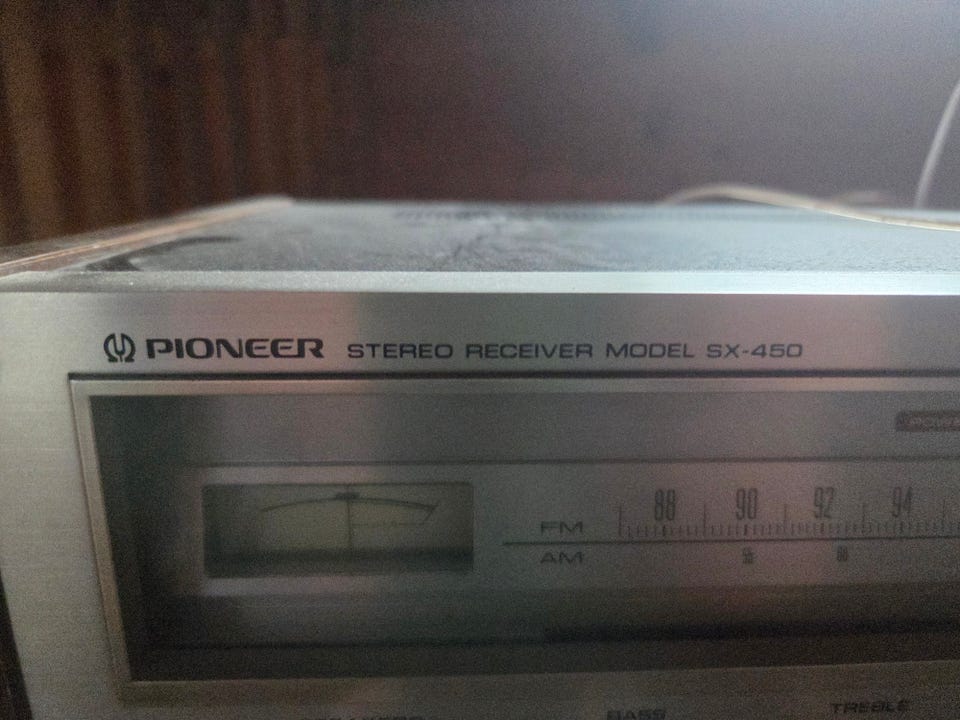 PIONEER STEREO RECEIVER MODEL SX-450
88 90 92 94
FM
AM
BASS TREBLE